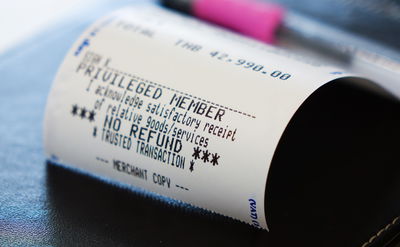 TOTAL THB 42,990.00
SIGN X
PRIVILEGED MEMBER
I acknowledge satisfactory receipt
of relative goods/services
*** NO REFUND ***
* TRUSTED TRANSACTION *
--- MERCHANT COPY ---